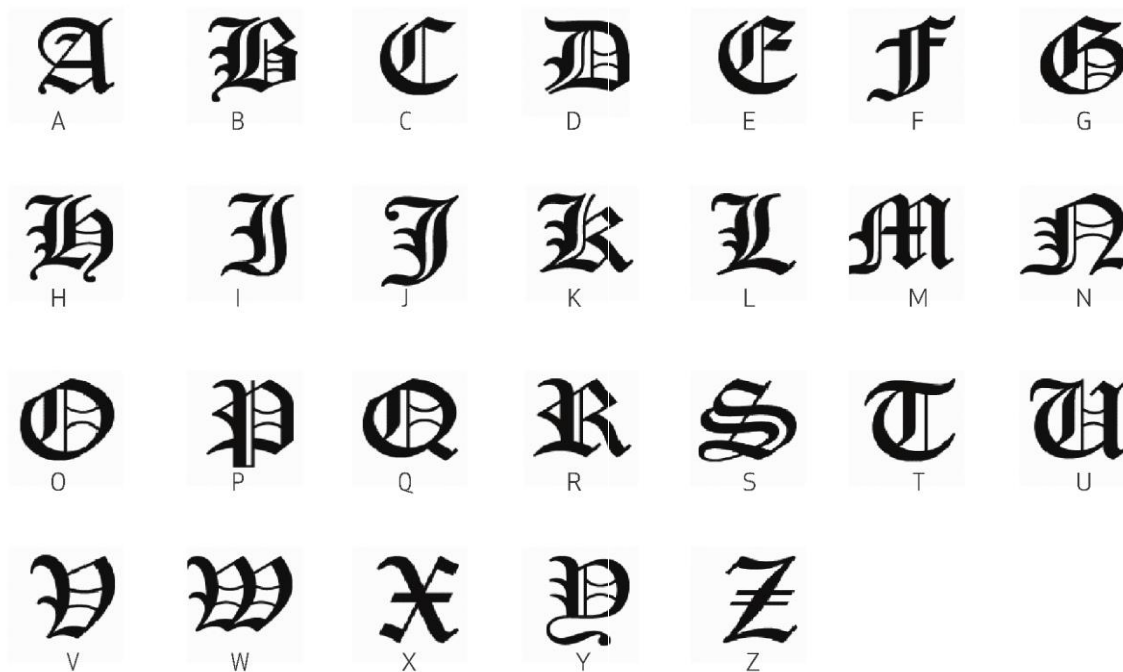 A B C D E F G
A B C D E F G
H I J K L M N
H I J K L M N
O P Q R S T U
O P Q R S T U
V W X Y Z
V W X Y Z